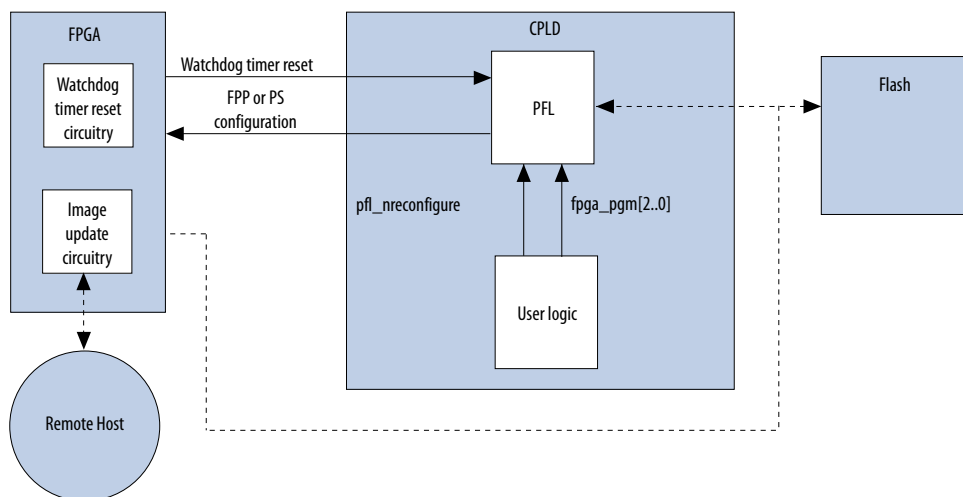 FPGA
CPLD
Watchdog timer reset
Watchdog
timer reset
circuitry
FPP or PS
configuration
PFL
Flash
Image
update
circuitry
pfl_nreconfigure
fpga_pgm[2..0]
User logic
Remote Host